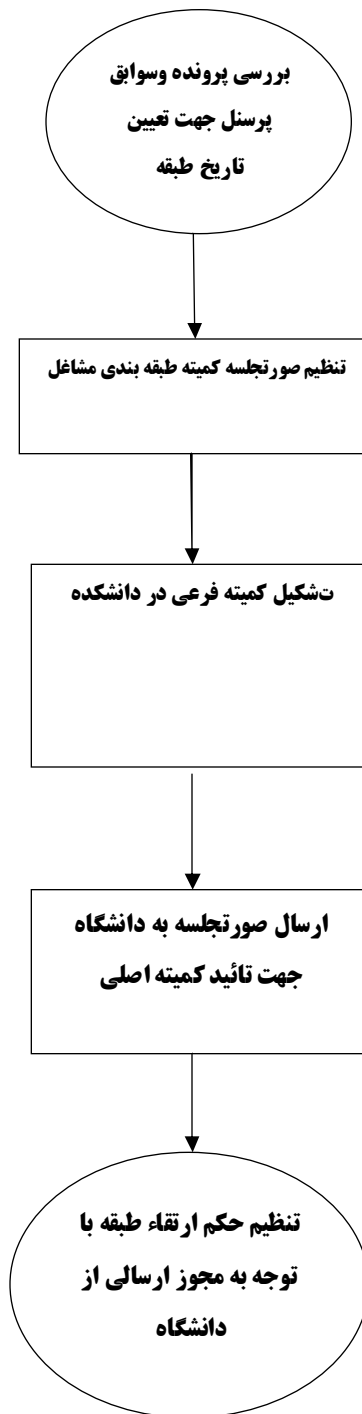 بررسی پرونده وسوابق
پرسنل جهت تعیین
تاریخ طبقه
تنظیم صورتجلسه کمیته طبقه بندی مشاغل
تشکیل کمیته فرعی در دانشکده
ارسال صورتجلسه به دانشگاه
جهت تائید کمیته اصلی
تنظیم حکم ارتقاء طبقه با
توجه به مجوز ارسالی از
دانشگاه